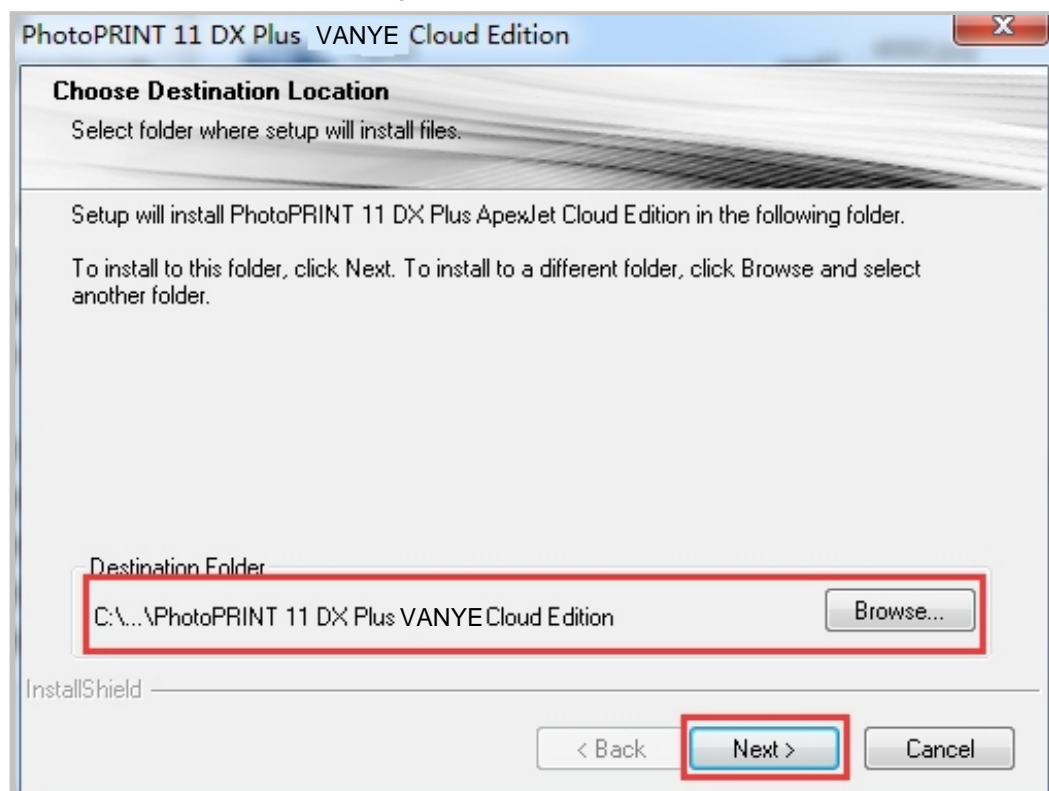 PhotoPRINT 11 DX Plus VANYE Cloud Edition
X
Choose Destination Location
Select folder where setup will install files.
Setup will install PhotoPRINT 11 DX Plus ApexJet Cloud Edition in the following folder.
To install to this folder, click Next. To install to a different folder, click Browse and select
another folder.
Destination Folder
C:\...\PhotoPRINT 11 DX Plus VANYE Cloud Edition
Browse...
InstallShield
< Back
Next >
Cancel